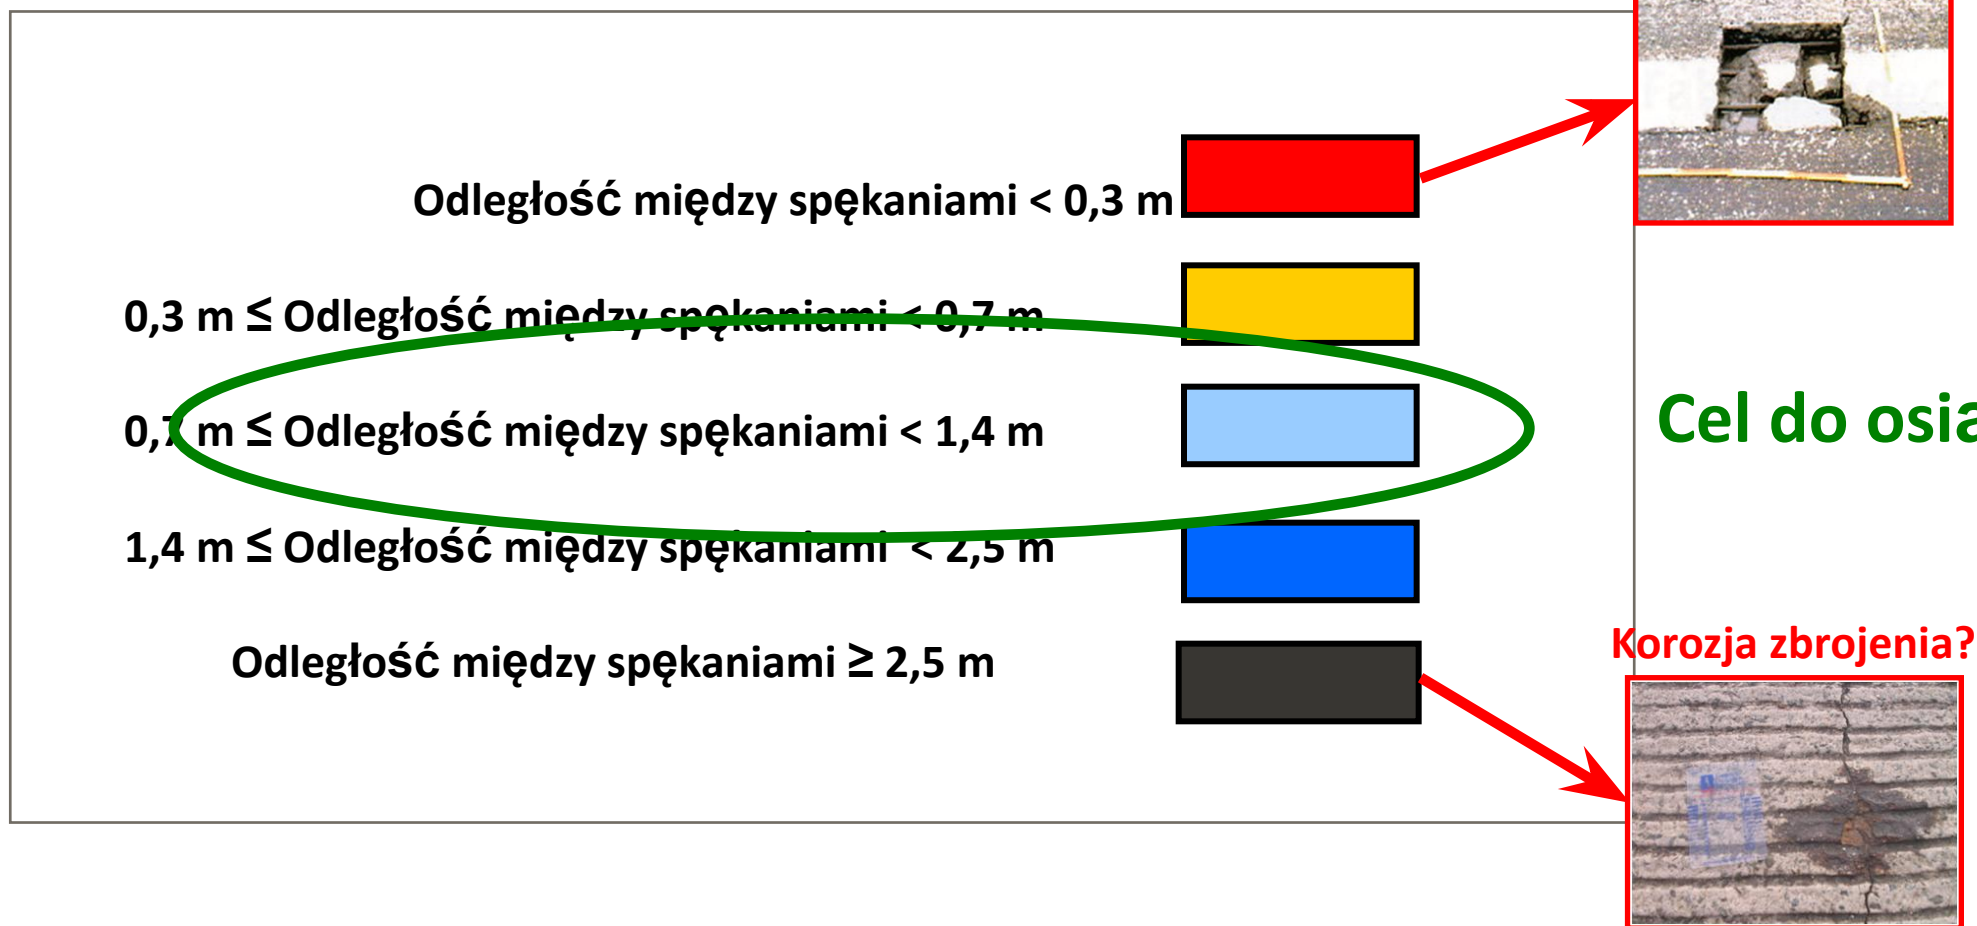 Odległość między spękaniami < 0,3 m
0,3 m ≤ Odległość między spękaniami < 0,7 m
0,7 m ≤ Odległość między spękaniami < 1,4 m
Cel do osią
1,4 m ≤ Odległość między spękaniami < 2,5 m
Odległość między spękaniami ≥ 2,5 m
Korozja zbrojenia?